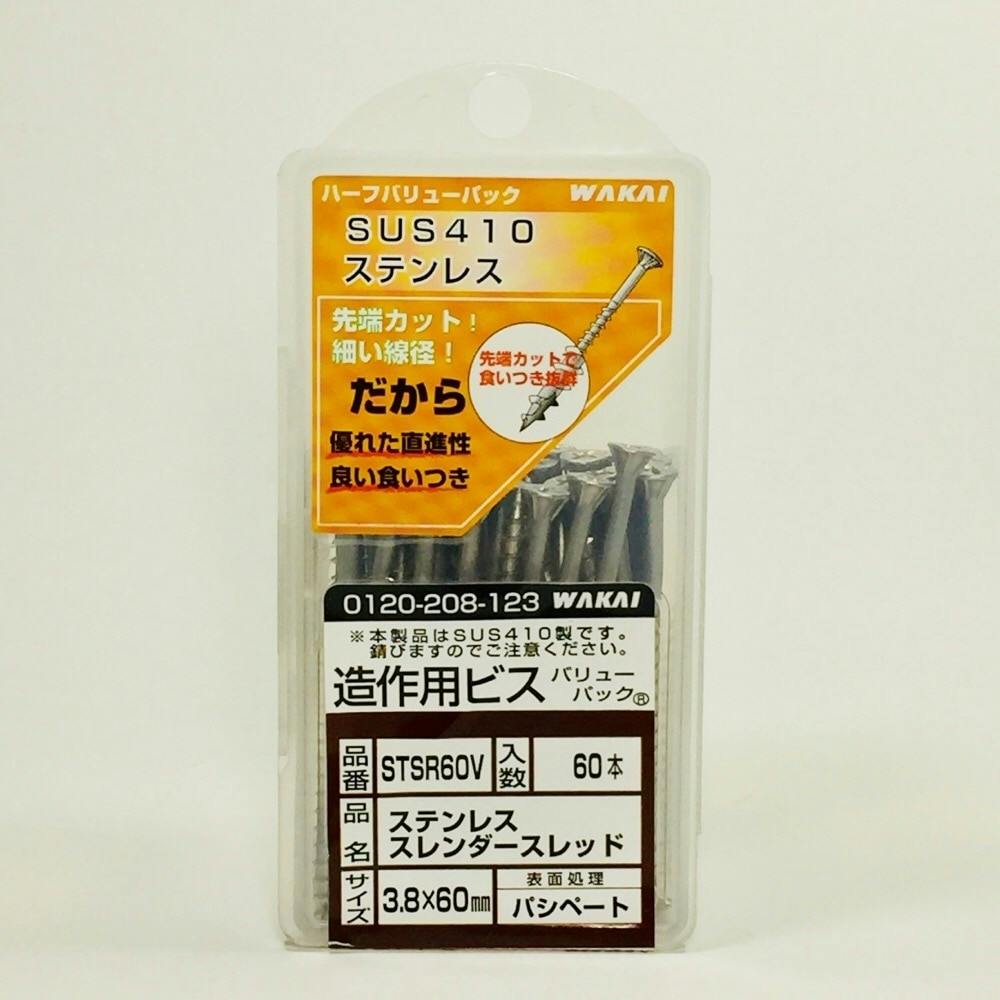 ハーフバリューパック WAKAI
SUS410
ステンレス
先端カット!
細い線径!
だから
優れた直進性
良い食いつき
先端カットで
食いつき抜群
0120-208-123 WAKAI
※本製品はSUS410製です。
錆びますのでご注意ください。
造作用ビス バリュー
パック®
品番 STSR60V 入数 60本
品名 ステンレス
スレンダースレッド
サイズ 3.8×60mm 表面処理
パシペート